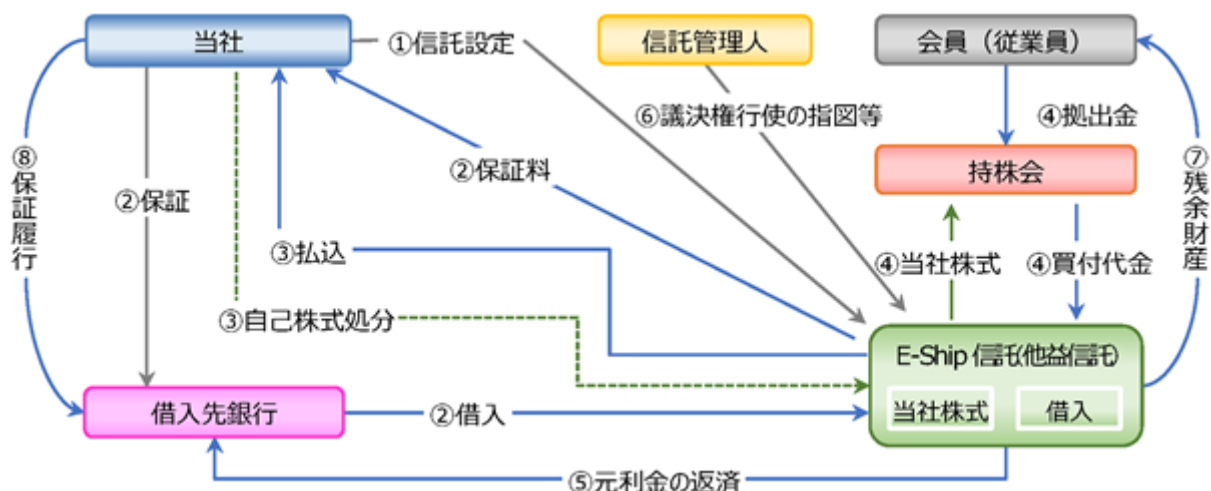 当社
①信託設定
信託管理人
会員（従業員）
⑥議決権行使の指図等
④拠出金
⑧保証履行
②保証
②保証料
持株会
⑦残余財産
③払込
④当社株式
④買付代金
③自己株式処分
E-Ship 信託(他益信託)
当社株式
借入
借入先銀行
②借入
⑤元利金の返済